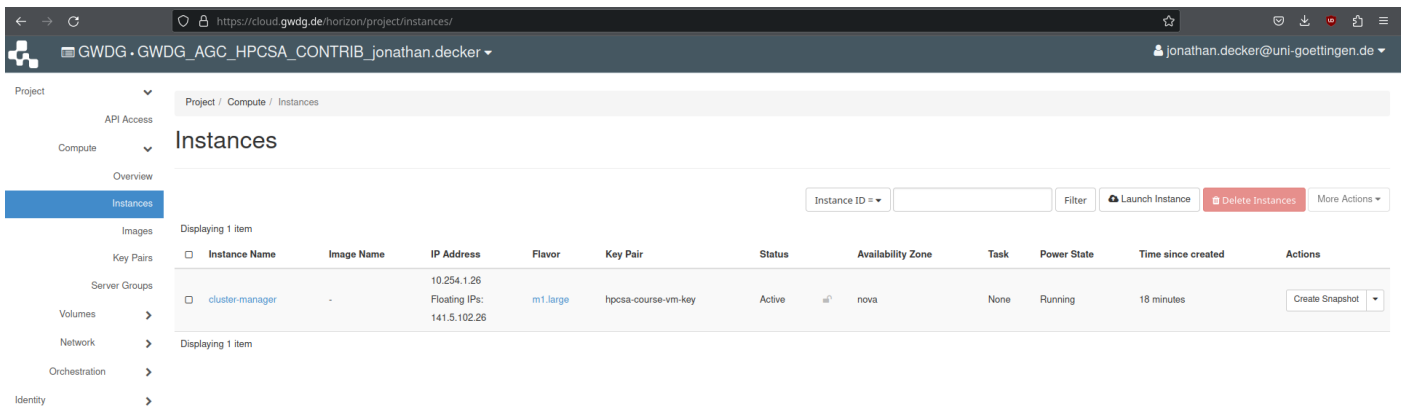 https://cloud.gwdg.de/horizon/project/instances/
GWDG • GWDG_AGC_HPCSA_CONTRIB_jonathan.decker
jonathan.decker@uni-goettingen.de
Project
API Access
Compute
Overview
Instances
Images
Key Pairs
Server Groups
Volumes
Network
Orchestration
Identity
Project / Compute / Instances
Instances
Instance ID = Filter Launch Instance Delete Instances More Actions
Displaying 1 item
Instance Name Image Name IP Address Flavor Key Pair Status Availability Zone Task Power State Time since created Actions
cluster-manager - 10.254.1.26 m1.large hpcsa-course-vm-key Active nova None Running 18 minutes Create Snapshot
Floating IPs:
141.5.102.26
Displaying 1 item